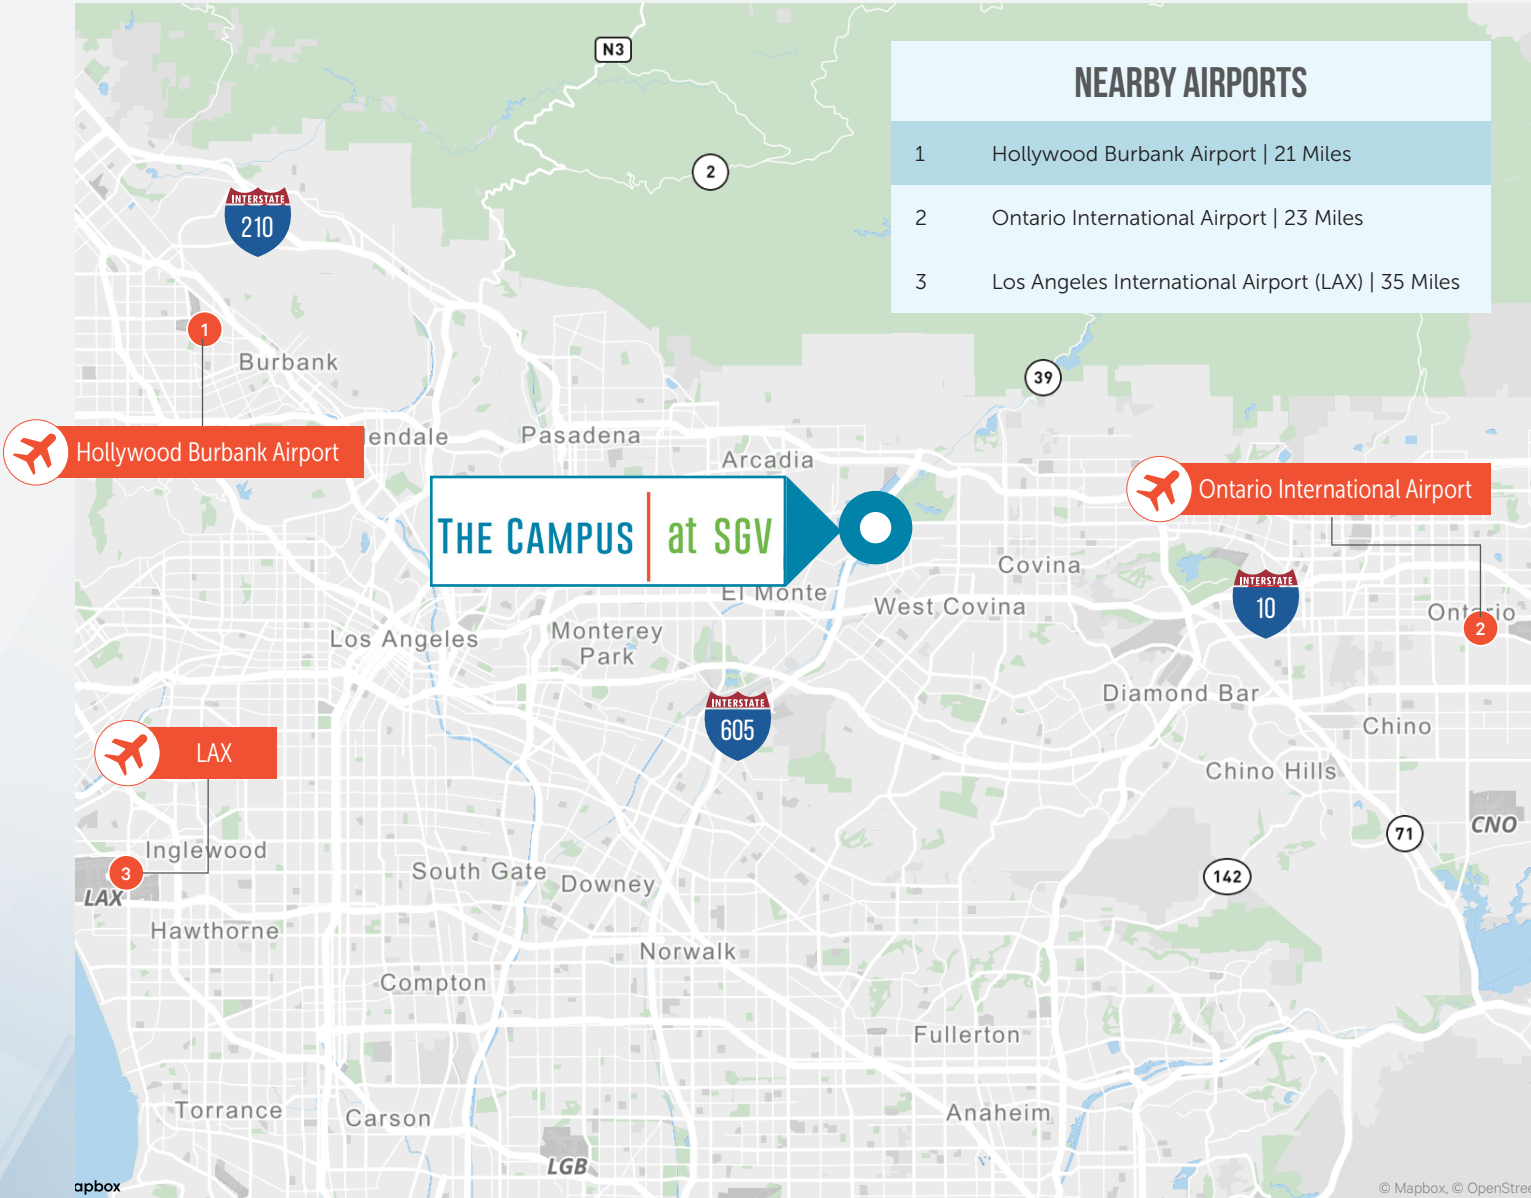 N3
NEARBY AIRPORTS
1 Hollywood Burbank Airport | 21 Miles
2 Ontario International Airport | 23 Miles
3 Los Angeles International Airport (LAX) | 35 Miles
2
INTERSTATE
210
1
Burbank
39
endale
Pasadena
Hollywood Burbank Airport
Arcadia
Ontario International Airport
THE CAMPUS | at SGV
Covina
INTERSTATE
10
El Monte
West Covina
Ontario
2
Los Angeles
Monterey
Park
INTERSTATE
605
Diamond Bar
Chino
LAX
Chino Hills
CNO
71
Inglewood
3
LAX
South Gate
Downey
142
Hawthorne
Norwalk
Compton
Fullerton
Torrance
Carson
Anaheim
LGB
apbox
© Mapbox, © OpenStree